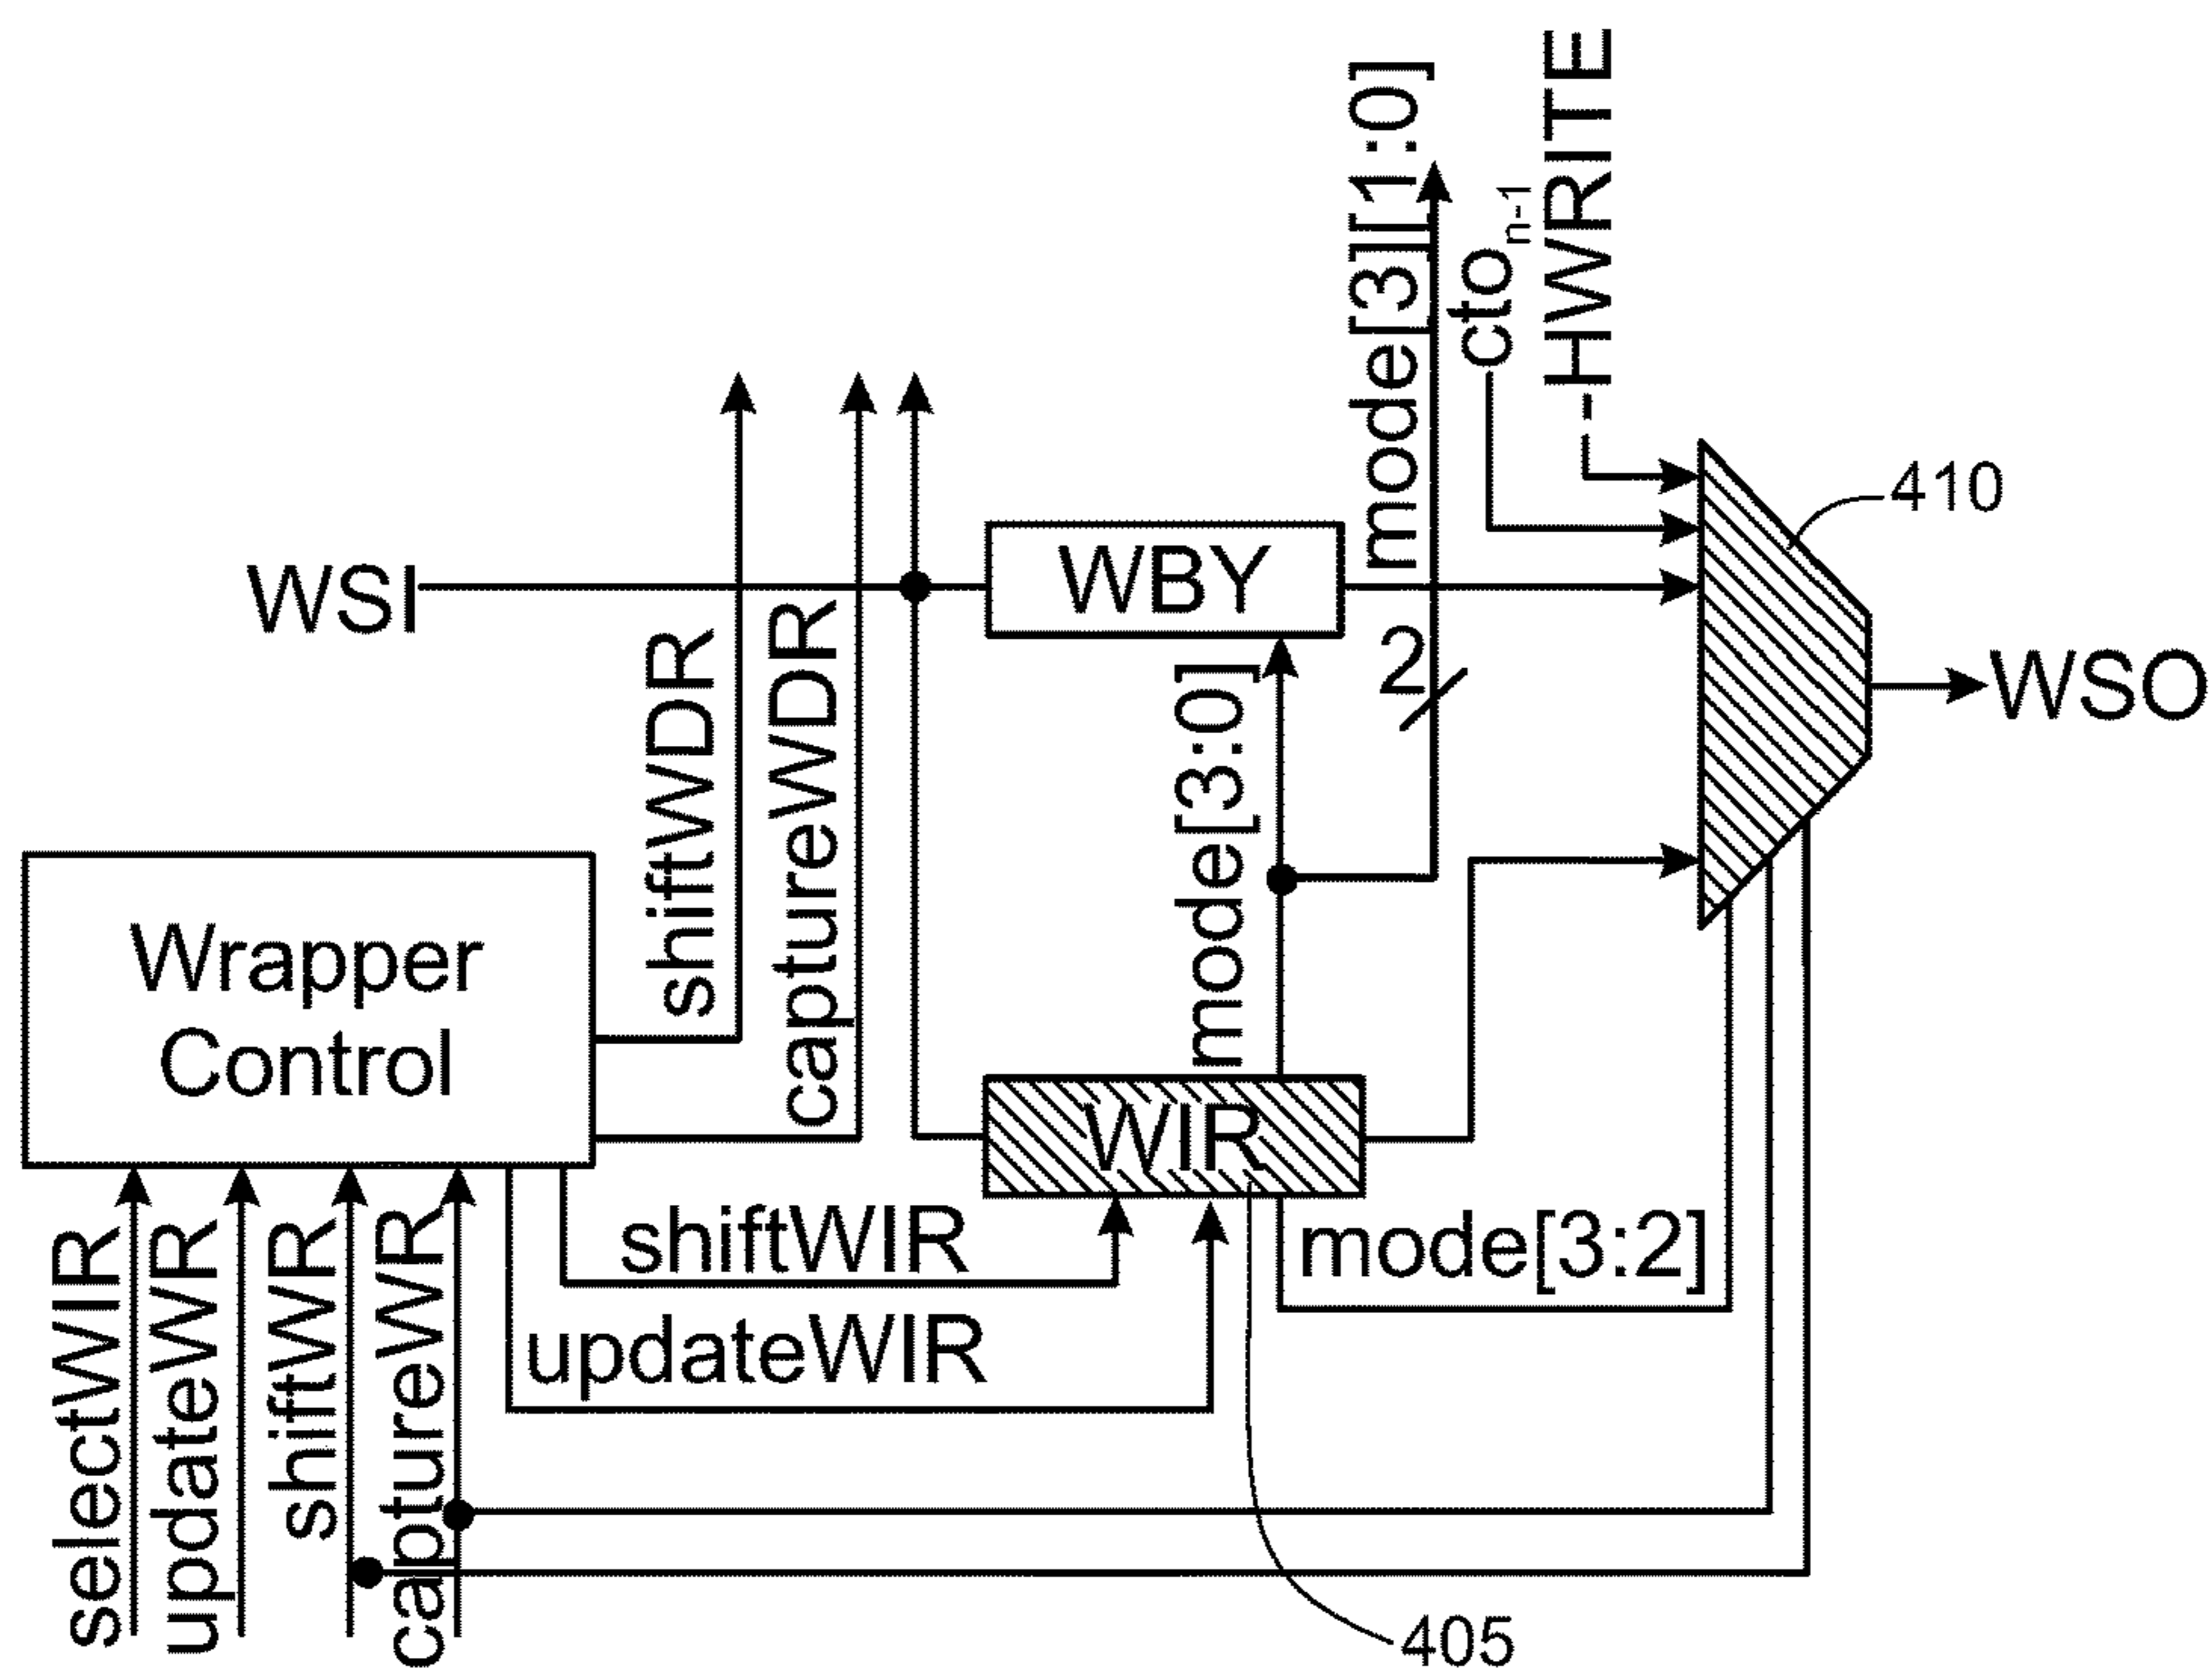 mode[3][1:0]
cto n-1
HWRITE
410
WSI
WBY
2
WSO
shiftWDR
captureWDR
mode[3:0]
Wrapper
Control
WIR
shiftWIR
mode[3:2]
updateWIR
selectWIR
updateWR
shiftWR
captureWR
405